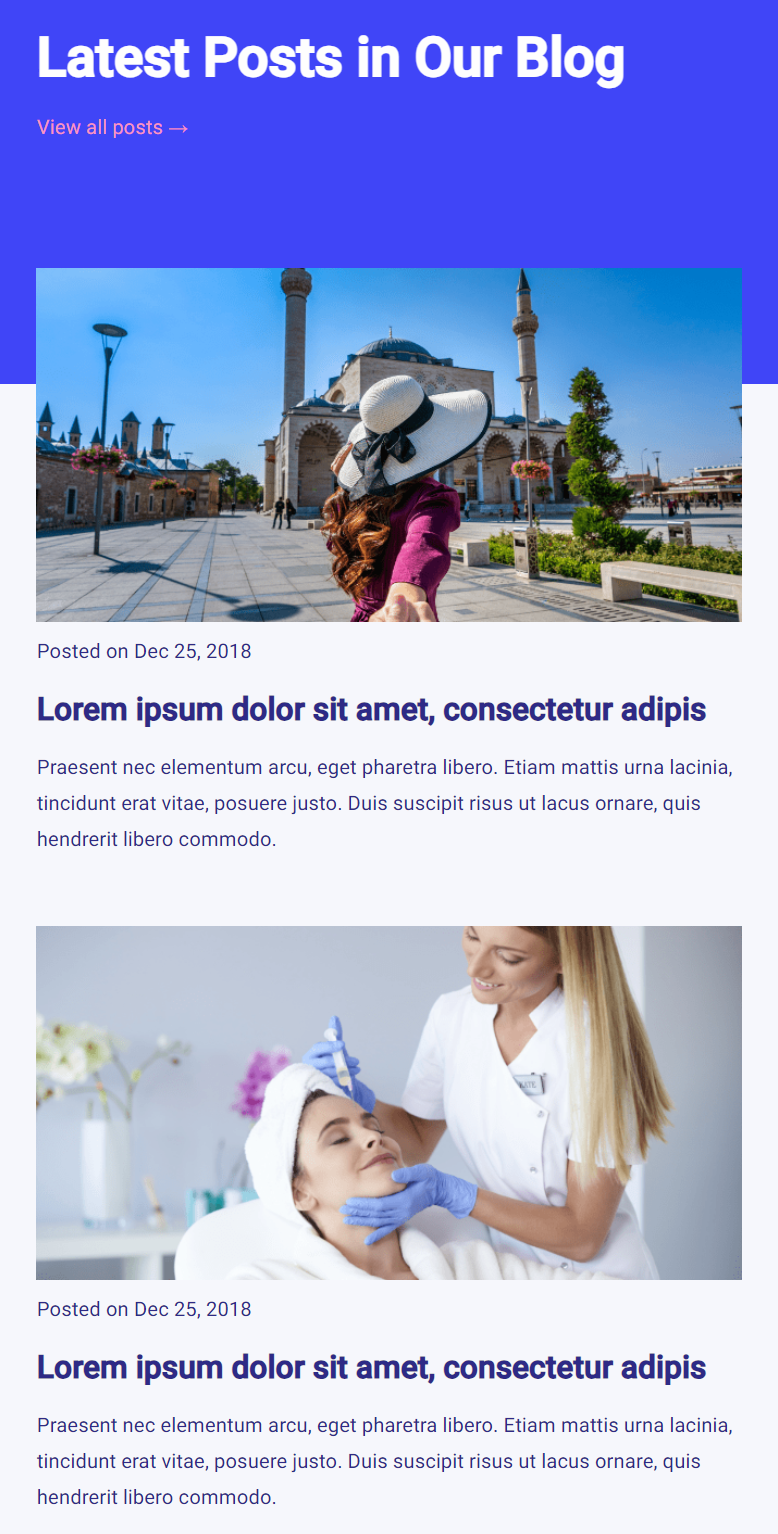 Latest Posts in Our Blog
View all posts →
Posted on Dec 25, 2018
Lorem ipsum dolor sit amet, consectetur adipis
Praesent nec elementum arcu, eget pharetra libero. Etiam mattis urna lacinia,
tincidunt erat vitae, posuere justo. Duis suscipit risus ut lacus ornare, quis
hendrerit libero commodo.
Posted on Dec 25, 2018
Lorem ipsum dolor sit amet, consectetur adipis
Praesent nec elementum arcu, eget pharetra libero. Etiam mattis urna lacinia,
tincidunt erat vitae, posuere justo. Duis suscipit risus ut lacus ornare, quis
hendrerit libero commodo.